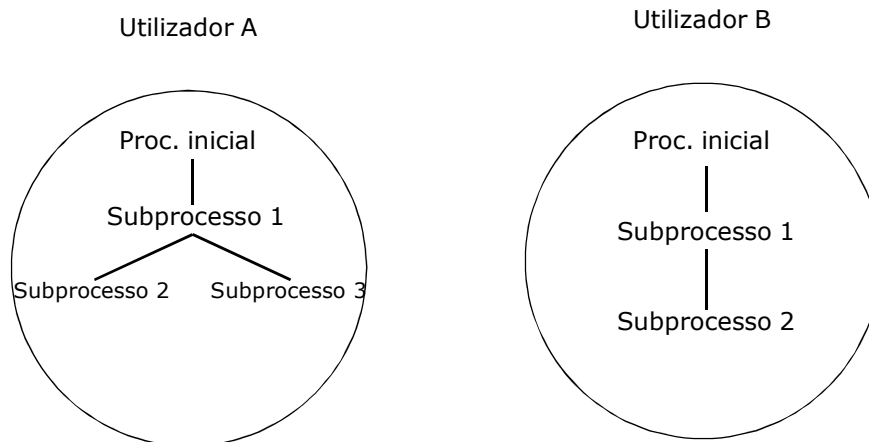 Utilizador A
Proc. inicial
Subprocesso 1
Subprocesso 2
Subprocesso 3
Utilizador B
Proc. inicial
Subprocesso 1
Subprocesso 2